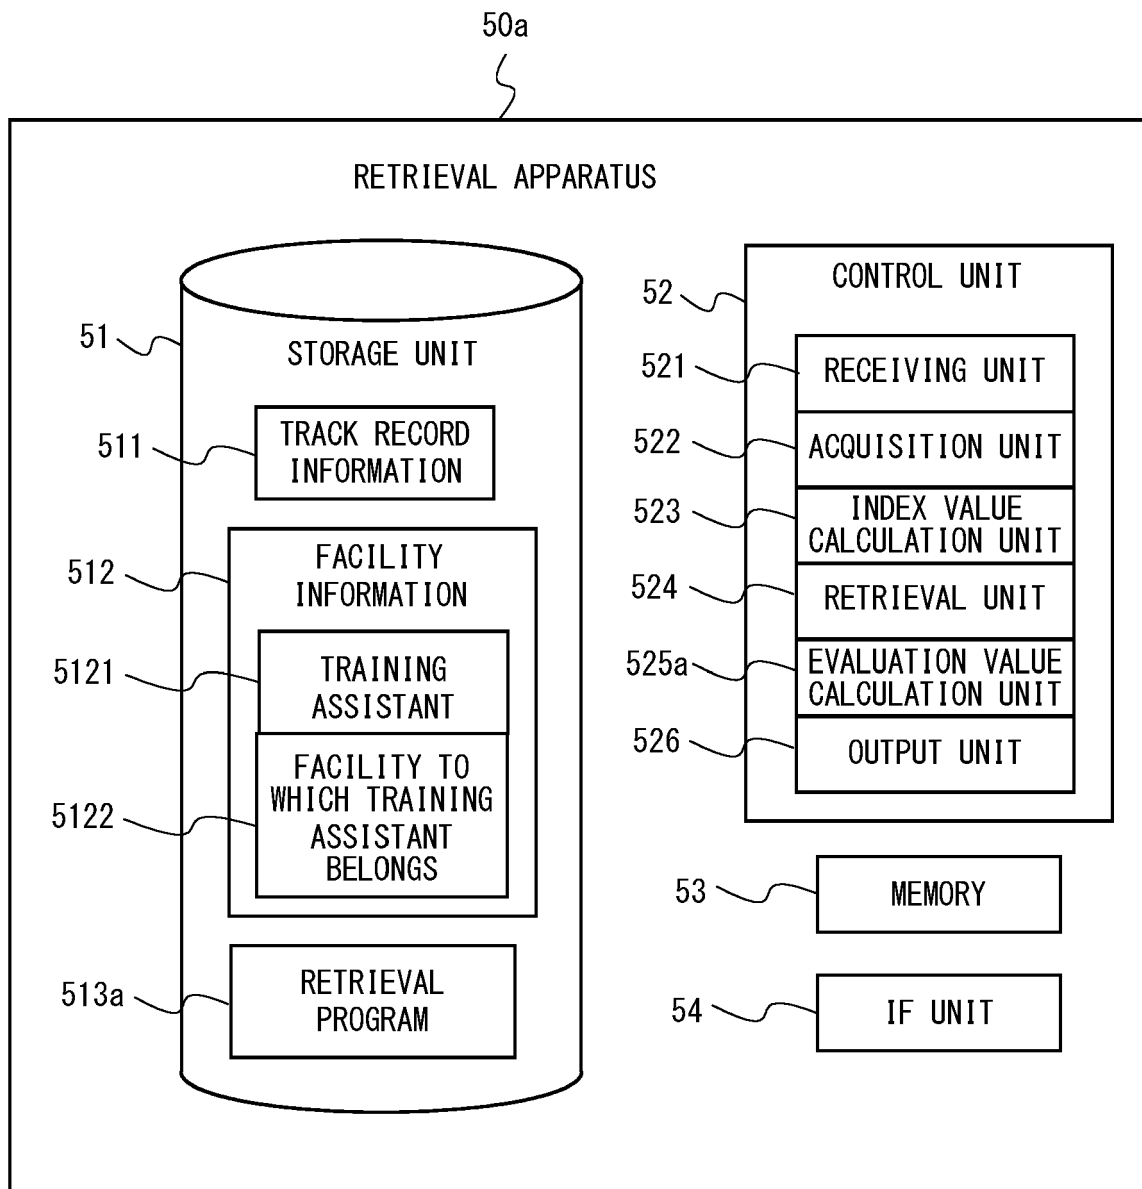 50a
RETRIEVAL APPARATUS
51
STORAGE UNIT
511
TRACK RECORD
INFORMATION
512
FACILITY
INFORMATION
5121
TRAINING
ASSISTANT
5122
FACILITY TO
WHICH TRAINING
ASSISTANT
BELONGS
513a
RETRIEVAL
PROGRAM
52
CONTROL UNIT
521
RECEIVING UNIT
522
ACQUISITION UNIT
523
INDEX VALUE
CALCULATION UNIT
524
RETRIEVAL UNIT
525a
EVALUATION VALUE
CALCULATION UNIT
526
OUTPUT UNIT
53
MEMORY
54
IF UNIT